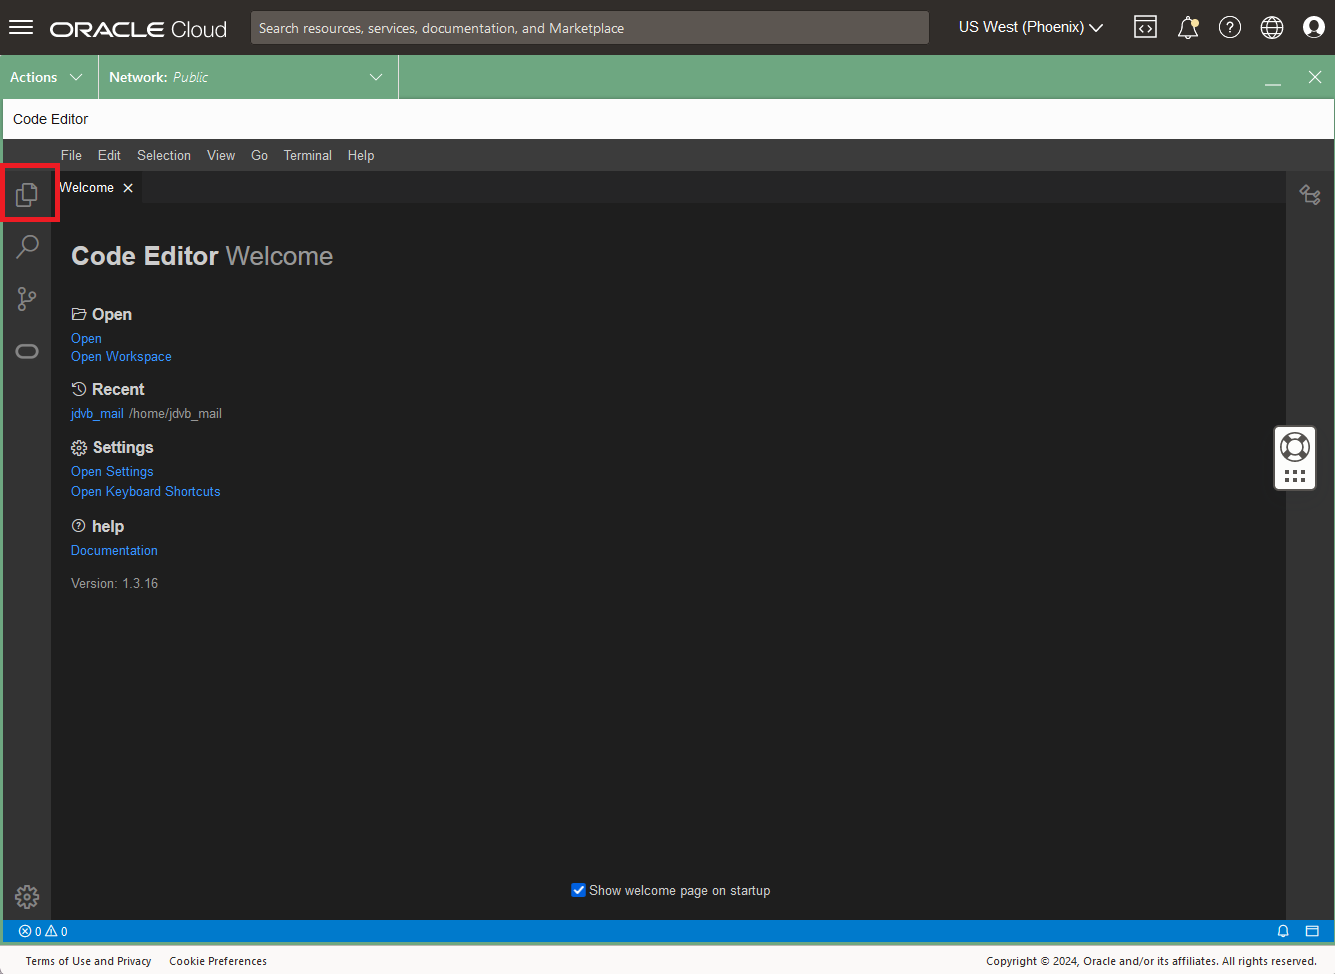 ORACLE Cloud
Search resources, services, documentation, and Marketplace
US West (Phoenix)
Actions
Network: Public
Code Editor
File Edit Selection View Go Terminal Help
Welcome
Code Editor Welcome
Open
Open
Open Workspace
Recent
jdvb_mail /home/jdvb_mail
Settings
Open Settings
Open Keyboard Shortcuts
help
Documentation
Version: 1.3.16
Show welcome page on startup
0 0
Terms of Use and Privacy Cookie Preferences Copyright © 2024, Oracle and/or its affiliates. All rights reserved.